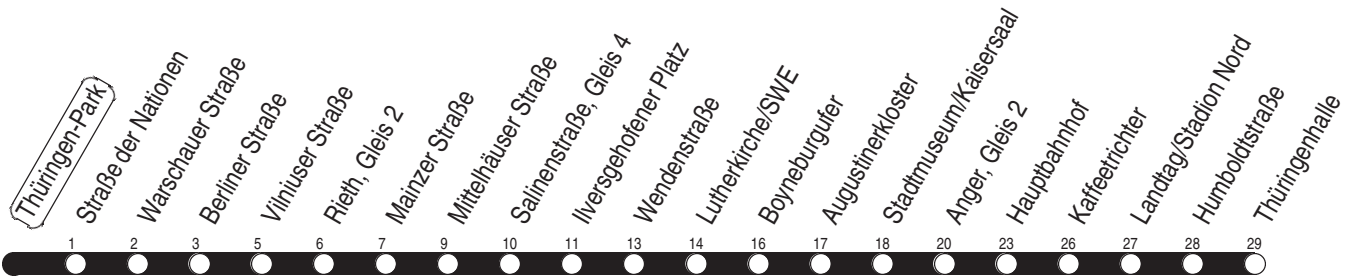 Thüringen-Park
Straße der Nationen
Warschauer Straße
Berliner Straße
Vilniuser Straße
Rieth, Gleis 2
Mainzer Straße
Mittelhäuser Straße
Salinenstraße, Gleis 4
Ilversgehofener Platz
Wendenstraße
Lutherkirche/SWE
Boyneburgufer
Augustinerkloster
Stadtmuseum/Kaisersaal
Anger, Gleis 2
Hauptbahnhof
Kaffeetrichter
Landtag/Stadion Nord
Humboldtstraße
Thüringenhalle
1 2 3 5 6 7 9 10 11 13 14 16 17 18 20 23 26 27 28 29